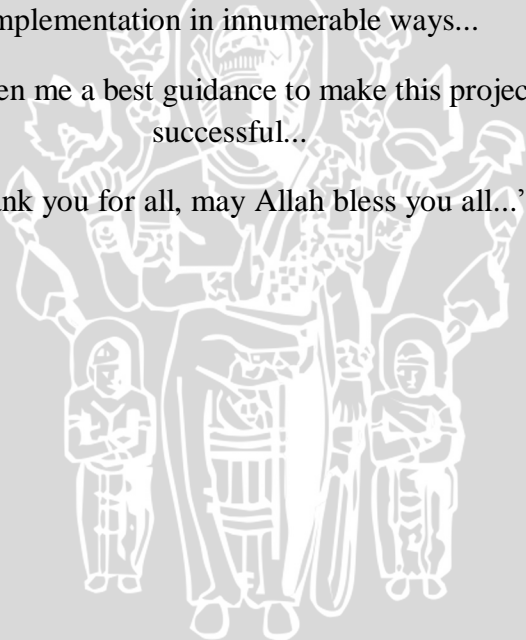 mplementation in innumerable ways...
en me a best guidance to make this projec
successful...
nk you for all, may Allah bless you all...’